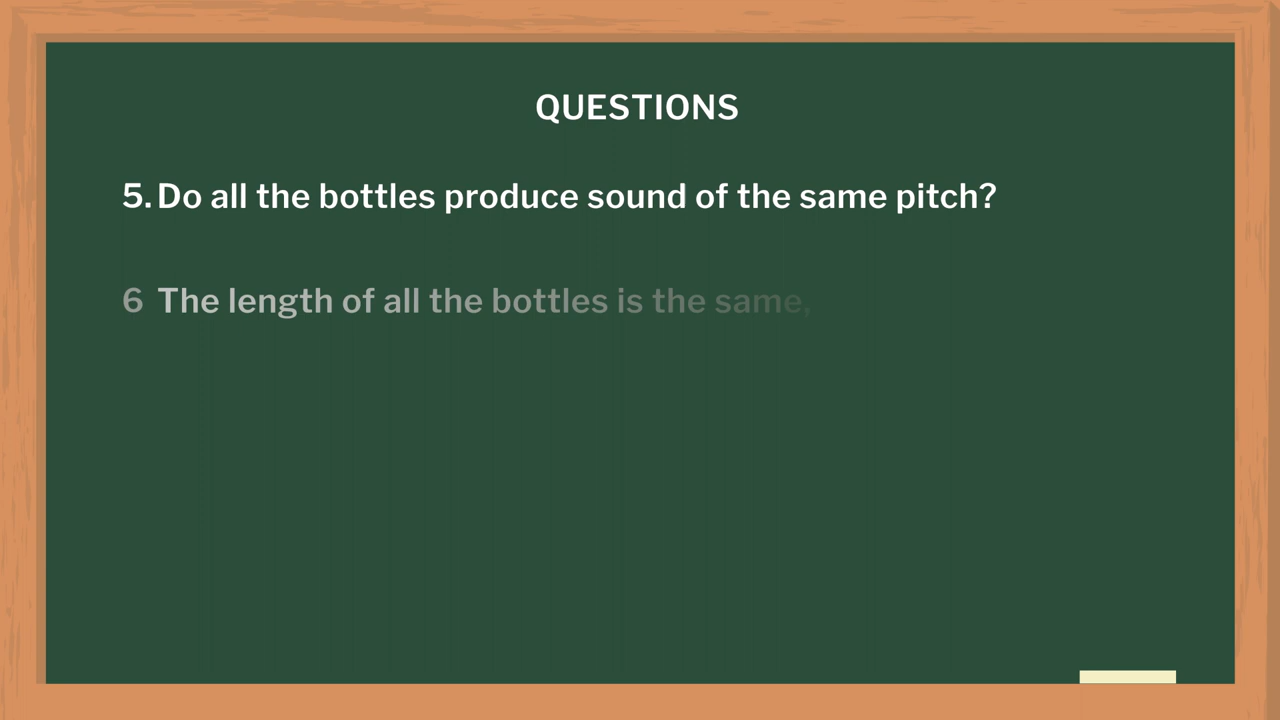 QUESTIONS
5. Do all the bottles produce sound of the same pitch?
6 The length of all the bottles is the same,